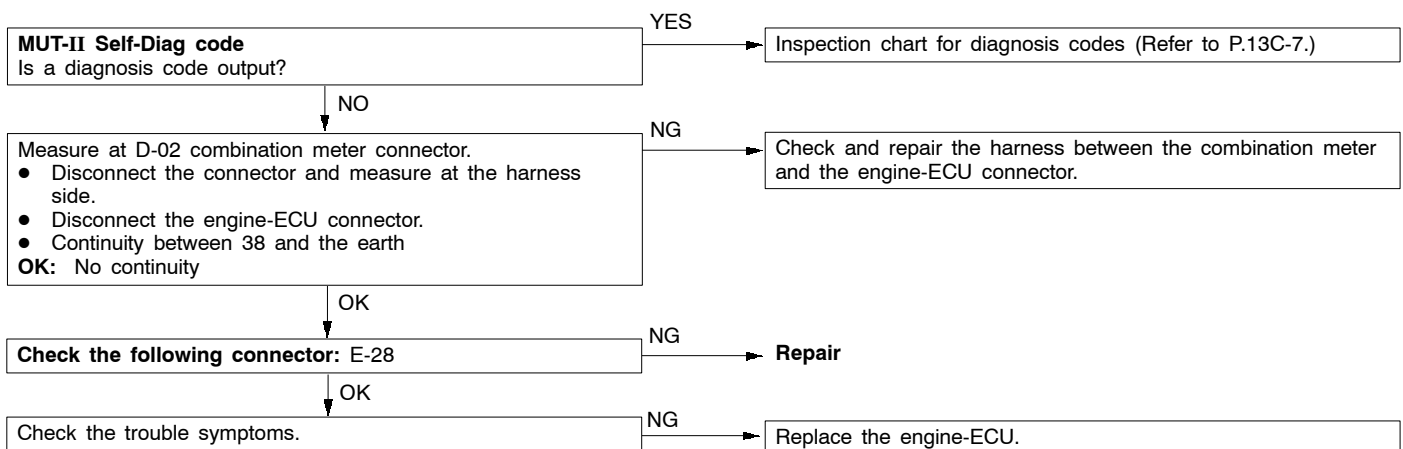 YES
MUT-II Self-Diag code
Is a diagnosis code output?
Inspection chart for diagnosis codes (Refer to P.13C-7.)
NO
NG
Measure at D-02 combination meter connector.
● Disconnect the connector and measure at the harness
side.
● Disconnect the engine-ECU connector.
● Continuity between 38 and the earth
OK: No continuity
Check and repair the harness between the combination meter
and the engine-ECU connector.
OK
NG
Check the following connector: E-28
Repair
OK
NG
Check the trouble symptoms.
Replace the engine-ECU.